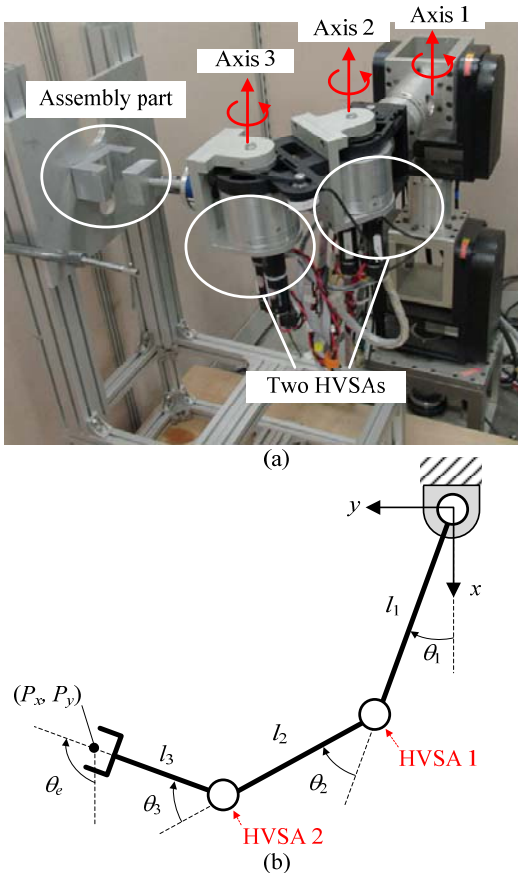 Axis 1
Axis 2
Axis 3
Assembly part
Two HVSAs
(a)
y
x
l1
θ1
(Px, Py)
l2
l3
HVSA 1
θ2
θe
θ3
HVSA 2
(b)